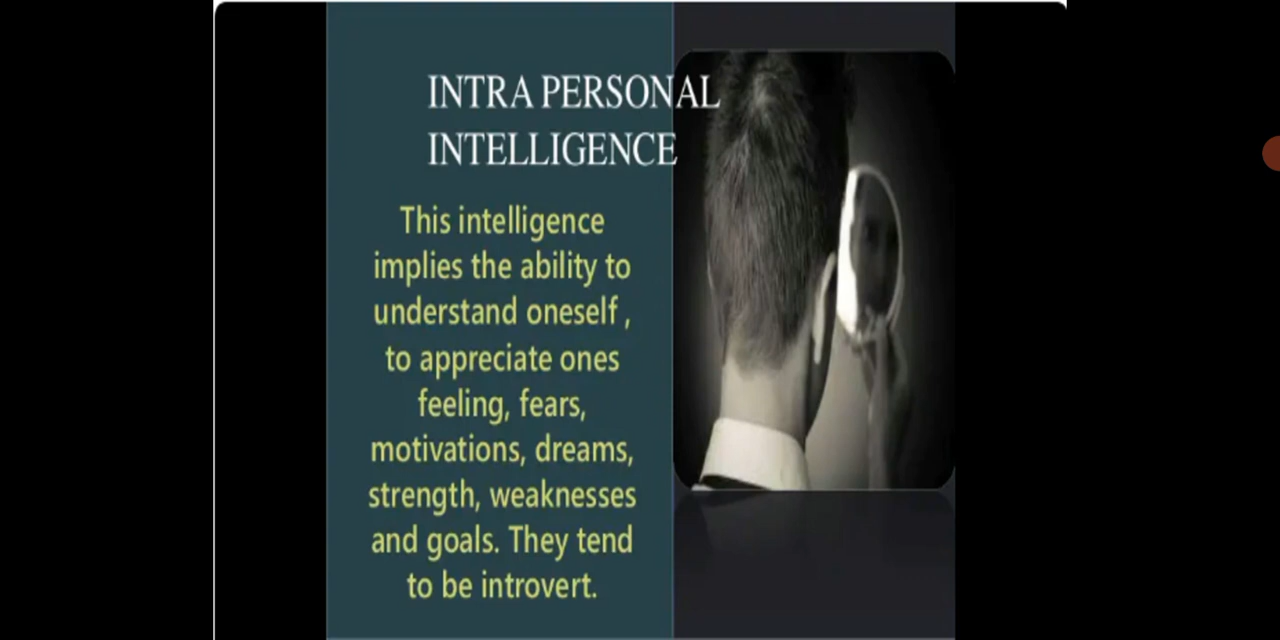 INTRA PERSONAL
INTELLIGENCE
This intelligence
implies the ability to
understand oneself ,
to appreciate ones
feeling, fears,
motivations, dreams,
strength, weaknesses
and goals. They tend
to be introvert.